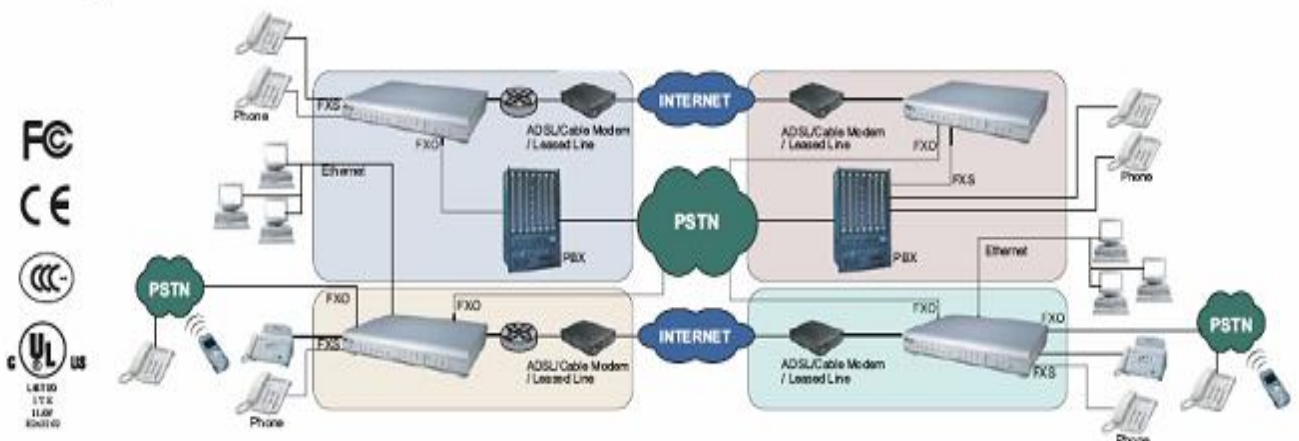 FXS
Phone
FXO
ADSL/Cable Modem
/ Leased Line
INTERNET
ADSL/Cable Modem
/ Leased Line
FXO
FXS
Phone
Ethernet
PBX
PSTN
PBX
Ethernet
FC
CE
CCC
PSTN
FXO
FXS
Phone
FXO
ADSL/Cable Modem
/ Leased Line
INTERNET
ADSL/Cable Modem
/ Leased Line
FXO
FXO
FXS
Phone
PSTN
C UL US
LISTED